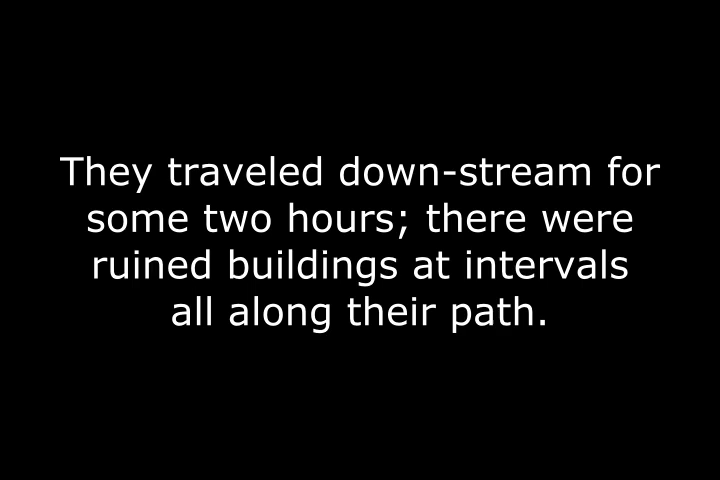 They traveled down-stream for
some two hours; there were
ruined buildings at intervals
all along their path.